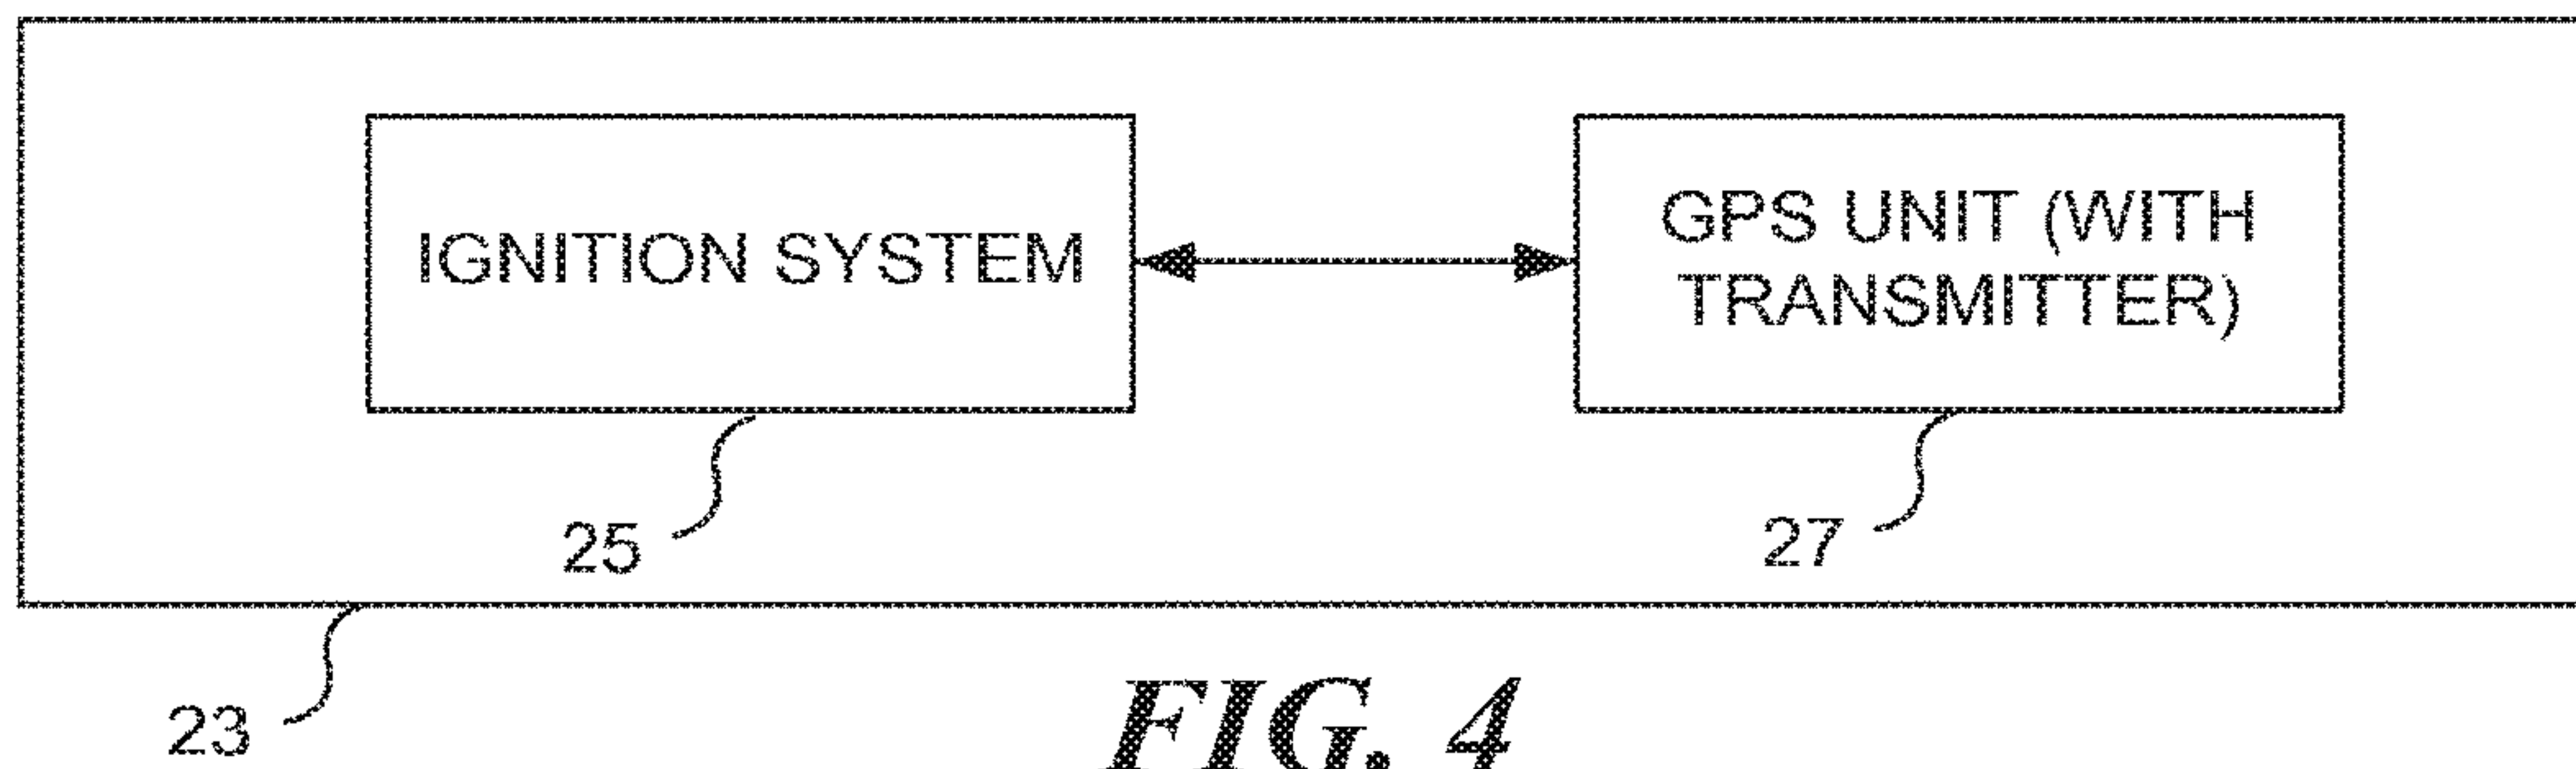 IGNITION SYSTEM
GPS UNIT (WITH
TRANSMITTER)
25
27
23
FIG. 4